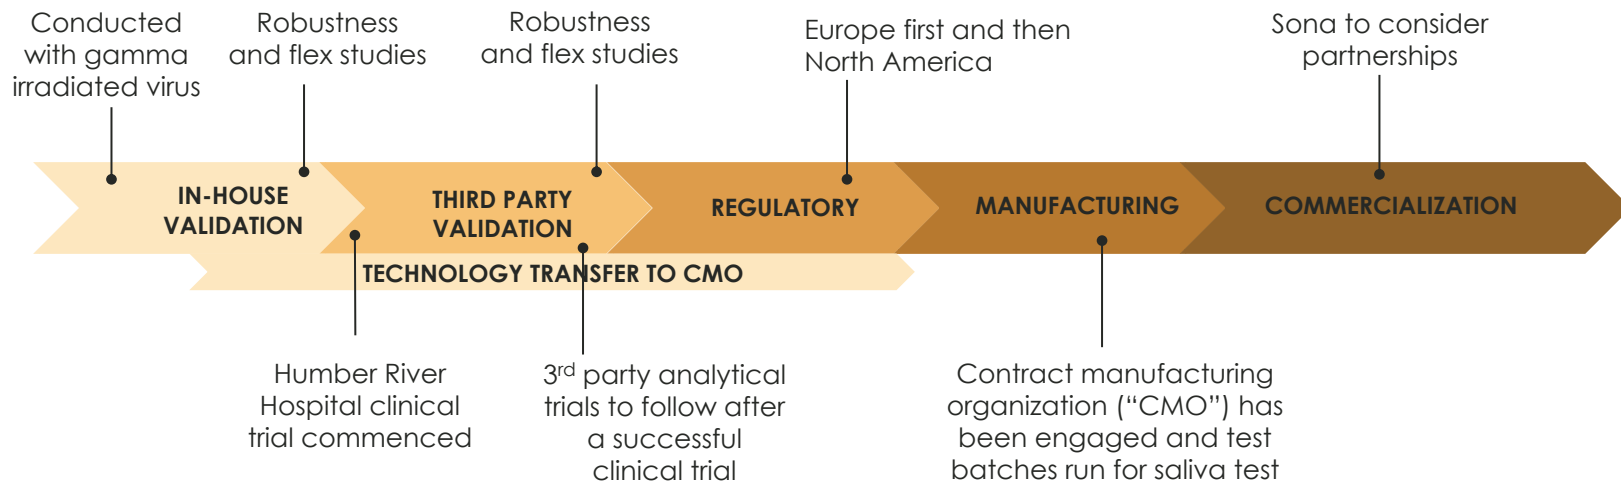 Conducted
with gamma
irradiated virus
Robustness
and flex studies
Robustness
and flex studies
Europe first and then
North America
Sona to consider
partnerships
IN-HOUSE
VALIDATION
THIRD PARTY
VALIDATION
REGULATORY
MANUFACTURING
COMMERCIALIZATION
TECHNOLOGY TRANSFER TO CMO
Humber River
Hospital clinical
trial commenced
3rd party analytical
trials to follow after
a successful
clinical trial
Contract manufacturing
organization (“CMO”) has
been engaged and test
batches run for saliva test